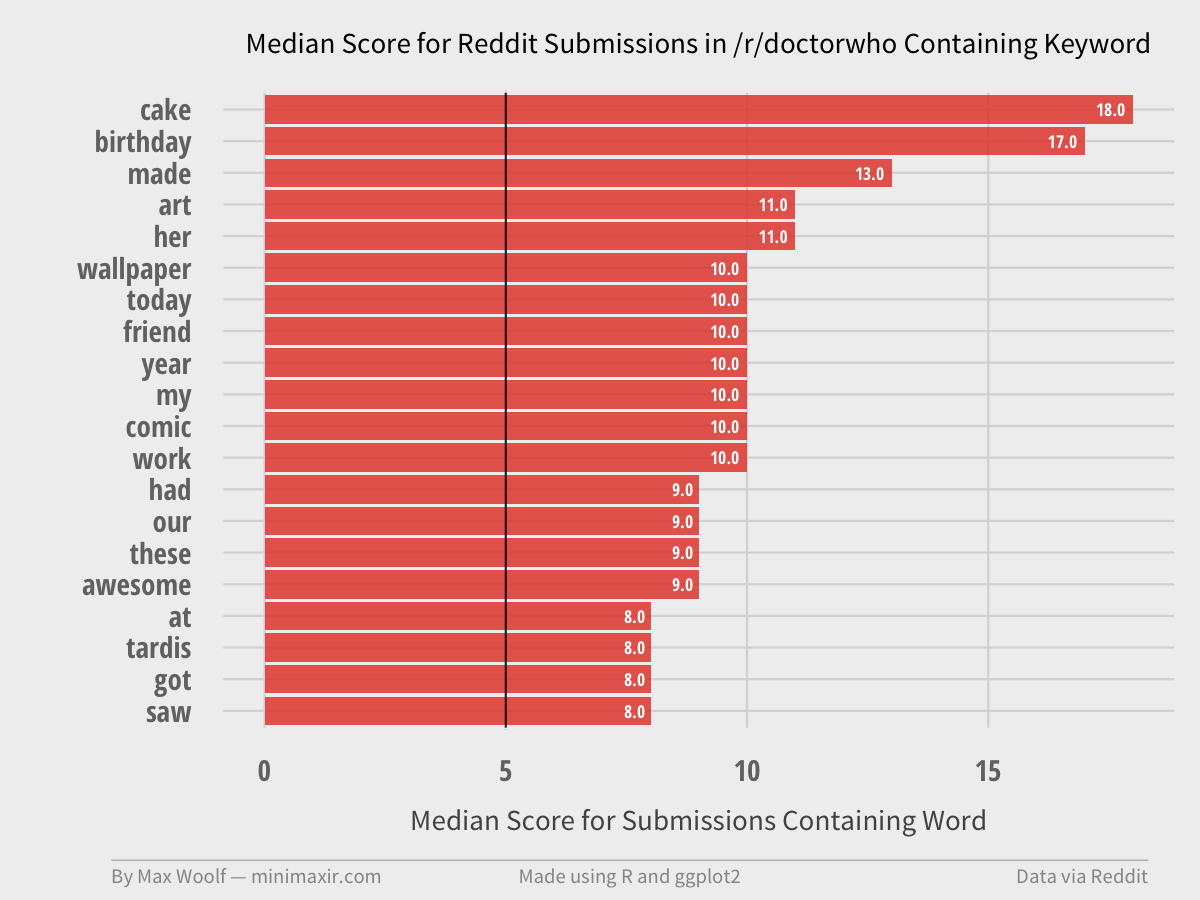 Median Score for Reddit Submissions in /r/doctorwho Containing Keyword
cake 18.0
birthday 17.0
made 13.0
art 11.0
her 11.0
wallpaper 10.0
today 10.0
friend 10.0
year 10.0
my 10.0
comic 10.0
work 10.0
had 9.0
our 9.0
these 9.0
awesome 9.0
at 8.0
tardis 8.0
got 8.0
saw 8.0
0 5 10 15
Median Score for Submissions Containing Word
By Max Woolf — minimaxir.com Made using R and ggplot2 Data via Reddit